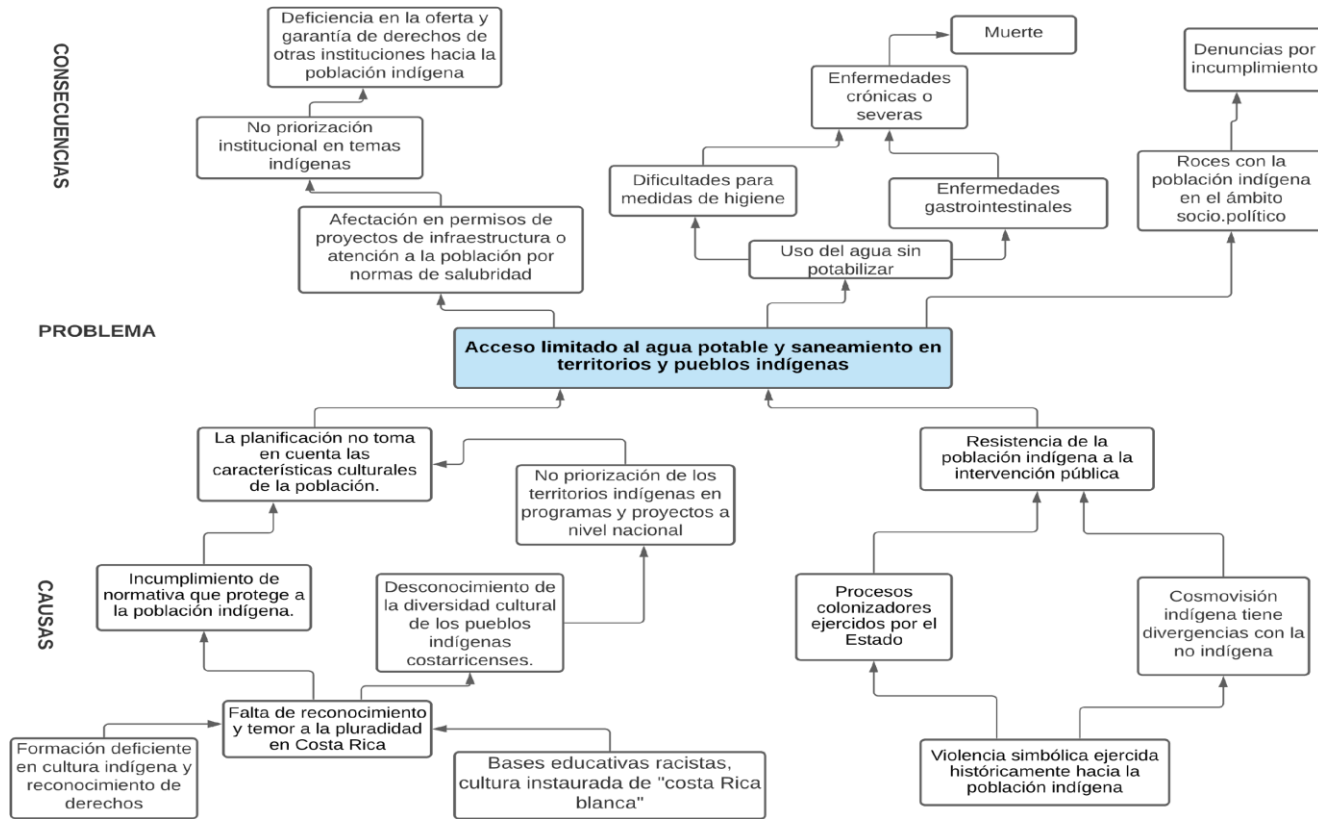 CONSECUENCIAS
Deficiencia en la oferta y
garantía de derechos de
otras instituciones hacia la
población indígena
Muerte
Denuncias por
incumplimiento
Enfermedades
crónicas o
severas
No priorización
institucional en temas
indígenas
Dificultades para
medidas de higiene
Enfermedades
gastrointestinales
Roces con la
población indígena
en el ámbito
socio.político
Afectación en permisos de
proyectos de infraestructura o
atención a la población por
normas de salubridad
Uso del agua sin
potabilizar
PROBLEMA
Acceso limitado al agua potable y saneamiento en
territorios y pueblos indígenas
CAUSAS
La planificación no toma
en cuenta las
características culturales
de la población.
No priorización de los
territorios indígenas en
programas y proyectos a
nivel nacional
Resistencia de la
población indígena a la
intervención pública
Incumplimiento de
normativa que protege a
la población indígena.
Desconocimiento de
la diversidad cultural
de los pueblos
indígenas
costarricenses.
Procesos
colonizadores
ejercidos por el
Estado
Cosmovisión
indígena tiene
divergencias con la
no indígena
Falta de reconocimiento
y temor a la pluradidad
en Costa Rica
Formación deficiente
en cultura indígena y
reconocimiento de
derechos
Bases educativas racistas,
cultura instaurada de "costa Rica
blanca"
Violencia simbólica ejercida
históricamente hacia la
población indígena